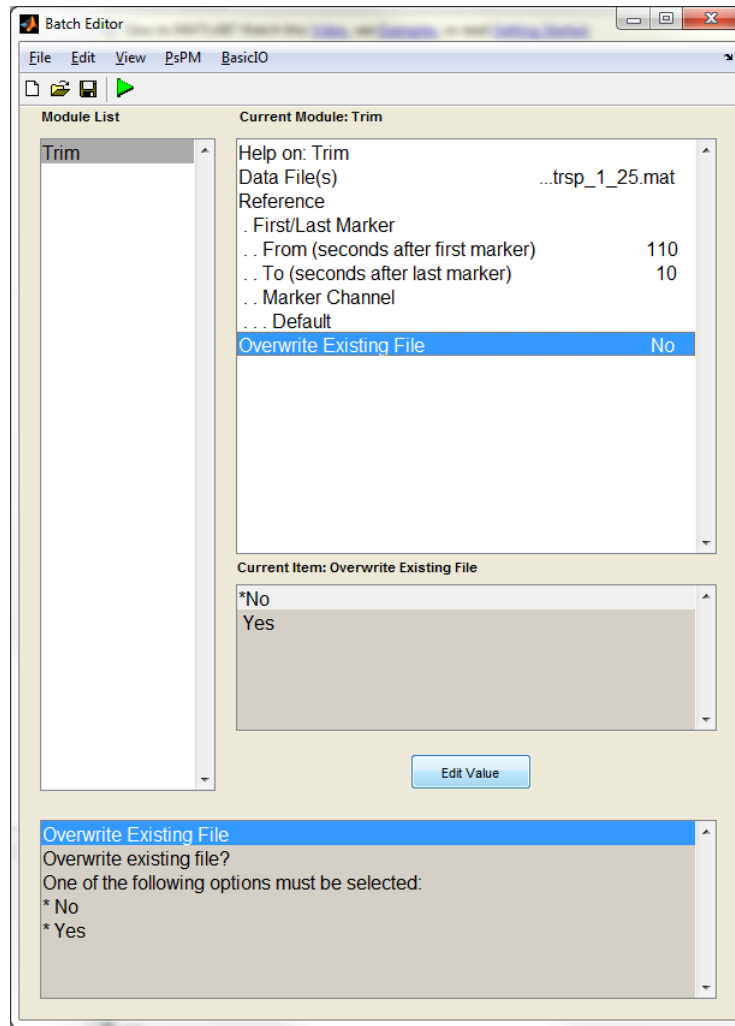 Batch Editor
File Edit View PsPM BasicIO
Module List
Current Module: Trim
Trim
Help on: Trim
Data File(s) ...trsp_1_25.mat
Reference
. First/Last Marker
. . From (seconds after first marker) 110
. . To (seconds after last marker) 10
. . Marker Channel
. . . Default
Overwrite Existing File No
Current Item: Overwrite Existing File
*No
Yes
Edit Value
Overwrite Existing File
Overwrite existing file?
One of the following options must be selected:
* No
* Yes